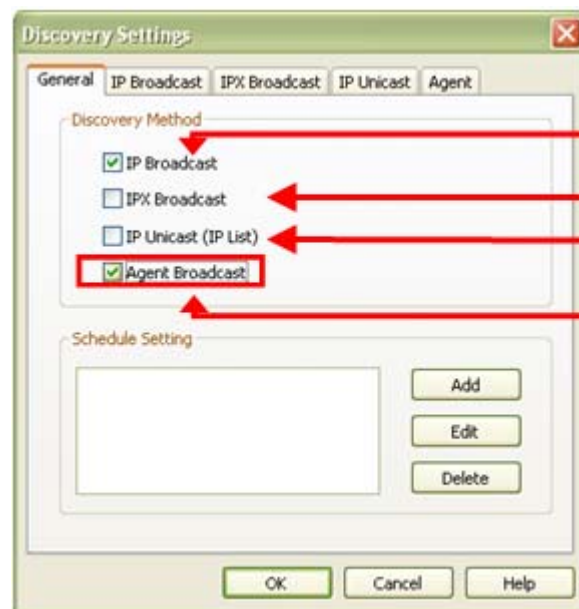 Discovery Settings
General IP Broadcast IPX Broadcast IP Unicast Agent
Discovery Method
IP Broadcast
IPX Broadcast
IP Unicast (IP List)
Agent Broadcast
Schedule Setting
Add
Edit
Delete
OK Cancel Help